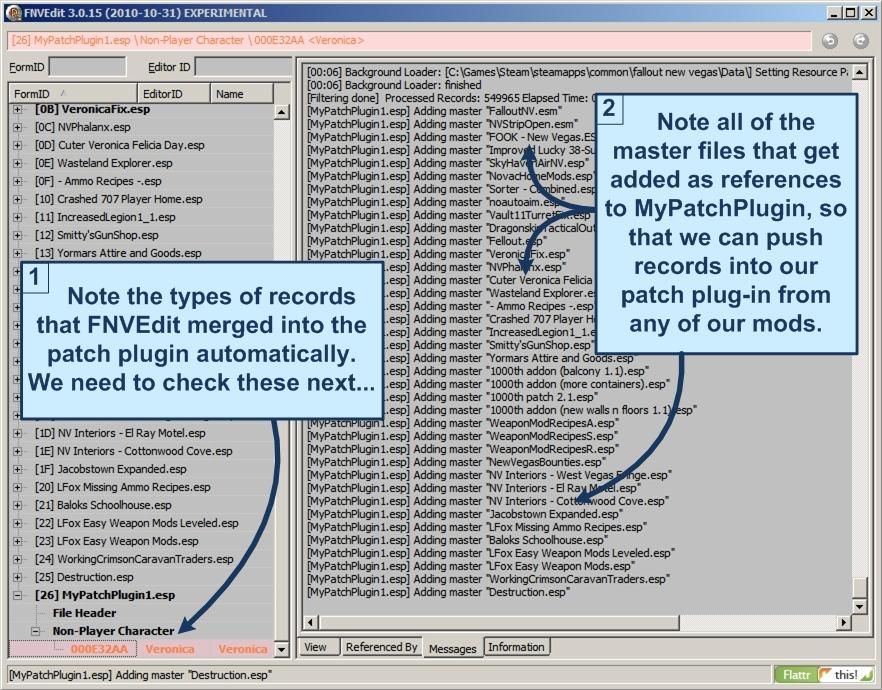 FNVEdit 3.0.15 (2010-10-31) EXPERIMENTAL
[26] MyPatchPlugin1.esp \ Non-Player Character \ 000E32AA <Veronica>
FormID
Editor ID
FormID
EditorID
Name
[0B] VeronicaFix.esp
[0C] NVPhalanx.esp
[0D] Cuter Veronica Felicia Day.esp
[0E] Wasteland Explorer.esp
[0F] - Ammo Recipes -.esp
[10] Crashed 707 Player Home.esp
[11] IncreasedLegion1_1.esp
[12] Smitty'sGunShop.esp
[13] Yormars Attire and Goods.esp
1
Note the types of records
that FNVEdit merged into the
patch plugin automatically.
We need to check these next...
[1D] NV Interiors - El Ray Motel.esp
[1E] NV Interiors - Cottonwood Cove.esp
[1F] Jacobstown Expanded.esp
[20] LFox Missing Ammo Recipes.esp
[21] Baloks Schoolhouse.esp
[22] LFox Easy Weapon Mods Leveled.esp
[23] LFox Easy Weapon Mods.esp
[24] WorkingCrimsonCaravanTraders.esp
[25] Destruction.esp
[26] MyPatchPlugin1.esp
File Header
Non-Player Character
000E32AA Veronica Veronica
[00:06] Background Loader: [C:\Games\Steam\steamapps\common\fallout new vegas\Data\] Setting Resource
[00:06] Background Loader: finished
[Filtering done] Processed Records: 549965 Elapsed Time:
[MyPatchPlugin1.esp] Adding master "FalloutNV.esm"
[MyPatchPlugin1.esp] Adding master "NVStripOpen.esm"
[MyPatchPlugin1.esp] Adding master "FOOK - New Vegas.ES
[MyPatchPlugin1.esp] Adding master "Improved Lucky 38-Su
[MyPatchPlugin1.esp] Adding master "SkyHavenAirNV.esp"
[MyPatchPlugin1.esp] Adding master "NovacHomeMods.esp"
[MyPatchPlugin1.esp] Adding master "Sorter - Combined.esp
[MyPatchPlugin1.esp] Adding master "noautoaim.esp"
[MyPatchPlugin1.esp] Adding master "Vault11TurretFix.esp
[MyPatchPlugin1.esp] Adding master "DragonskinTacticalOut
[MyPatchPlugin1.esp] Adding master "Fellout.esp"
[MyPatchPlugin1.esp] Adding master "VeronicaFix.esp"
[MyPatchPlugin1.esp] Adding master "NVPhalanx.esp"
[MyPatchPlugin1.esp] Adding master "Cuter Veronica Felicia
[MyPatchPlugin1.esp] Adding master "Wasteland Explorer.es
[MyPatchPlugin1.esp] Adding master "- Ammo Recipes -.esp"
[MyPatchPlugin1.esp] Adding master "Crashed 707 Player Ho
[MyPatchPlugin1.esp] Adding master "IncreasedLegion1_1.e
[MyPatchPlugin1.esp] Adding master "Smitty'sGunShop.esp"
[MyPatchPlugin1.esp] Adding master "Yormars Attire and Goods.esp"
[MyPatchPlugin1.esp] Adding master "1000th addon (balcony 1.1).esp"
[MyPatchPlugin1.esp] Adding master "1000th addon (more containers).esp"
[MyPatchPlugin1.esp] Adding master "1000th patch 2.1.esp"
[MyPatchPlugin1.esp] Adding master "1000th addon (new walls n floors 1.1).esp"
[MyPatchPlugin1.esp] Adding master "WeaponModRecipesA.esp"
[MyPatchPlugin1.esp] Adding master "WeaponModRecipesS.esp"
[MyPatchPlugin1.esp] Adding master "WeaponModRecipesR.esp"
[MyPatchPlugin1.esp] Adding master "NewVegasBounties.esp"
[MyPatchPlugin1.esp] Adding master "NV Interiors - West Vegas Fringe.esp"
[MyPatchPlugin1.esp] Adding master "NV Interiors - El Ray Motel.esp"
[MyPatchPlugin1.esp] Adding master "NV Interiors - Cottonwood Cove.esp"
[MyPatchPlugin1.esp] Adding master "Jacobstown Expanded.esp"
[MyPatchPlugin1.esp] Adding master "LFox Missing Ammo Recipes.esp"
[MyPatchPlugin1.esp] Adding master "Baloks Schoolhouse.esp"
[MyPatchPlugin1.esp] Adding master "LFox Easy Weapon Mods Leveled.esp"
[MyPatchPlugin1.esp] Adding master "LFox Easy Weapon Mods.esp"
[MyPatchPlugin1.esp] Adding master "WorkingCrimsonCaravanTraders.esp"
[MyPatchPlugin1.esp] Adding master "Destruction.esp"
2
Note all of the
master files that get
added as references
to MyPatchPlugin, so
that we can push
records into our
patch plug-in from
any of our mods.
View
Referenced By
Messages
Information
[MyPatchPlugin1.esp] Adding master "Destruction.esp"
Flattr
this!